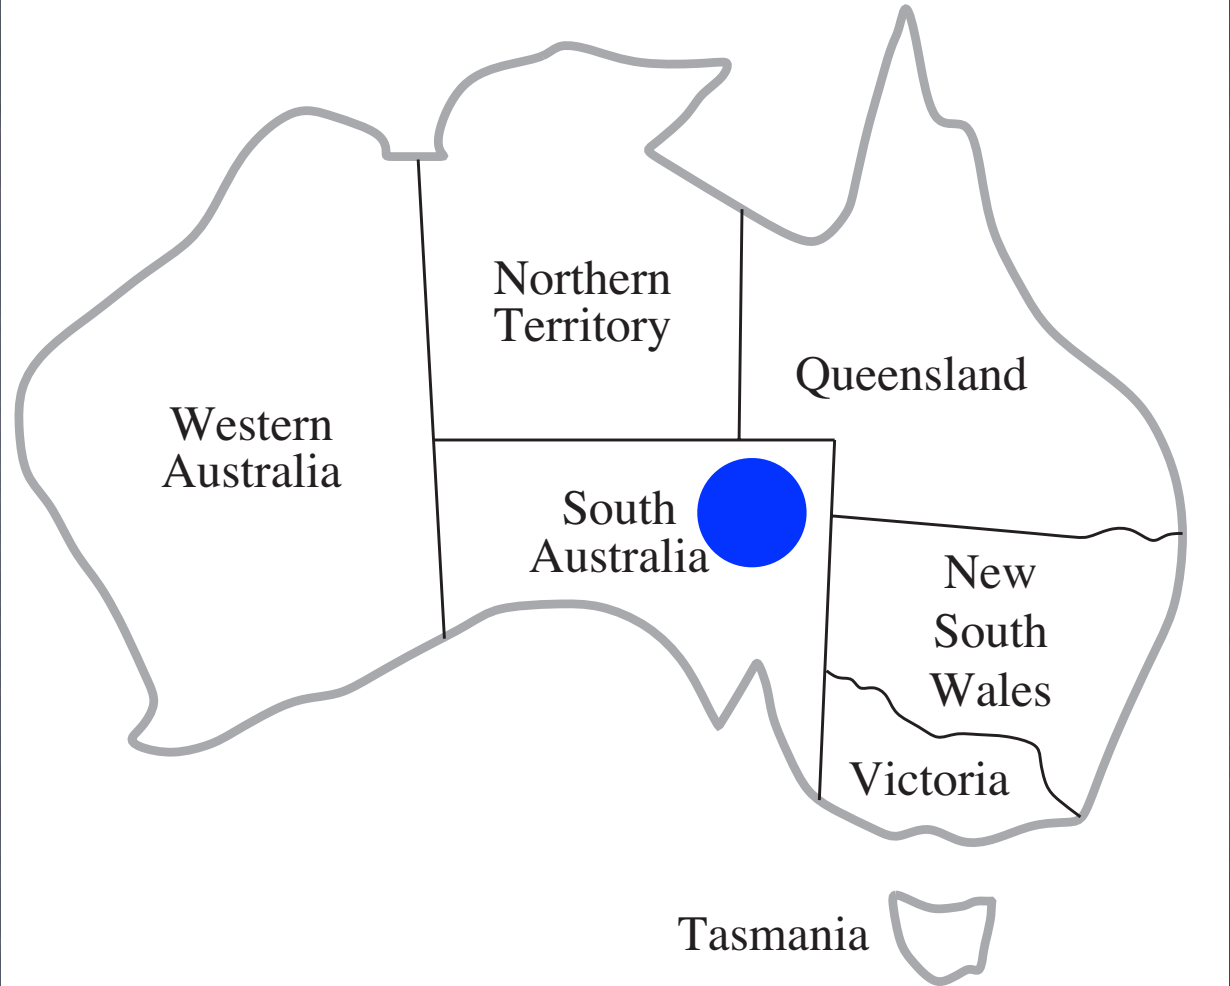 Northern
Territory
Queensland
Western
Australia
South
Australia
New
South
Wales
Victoria
Tasmania